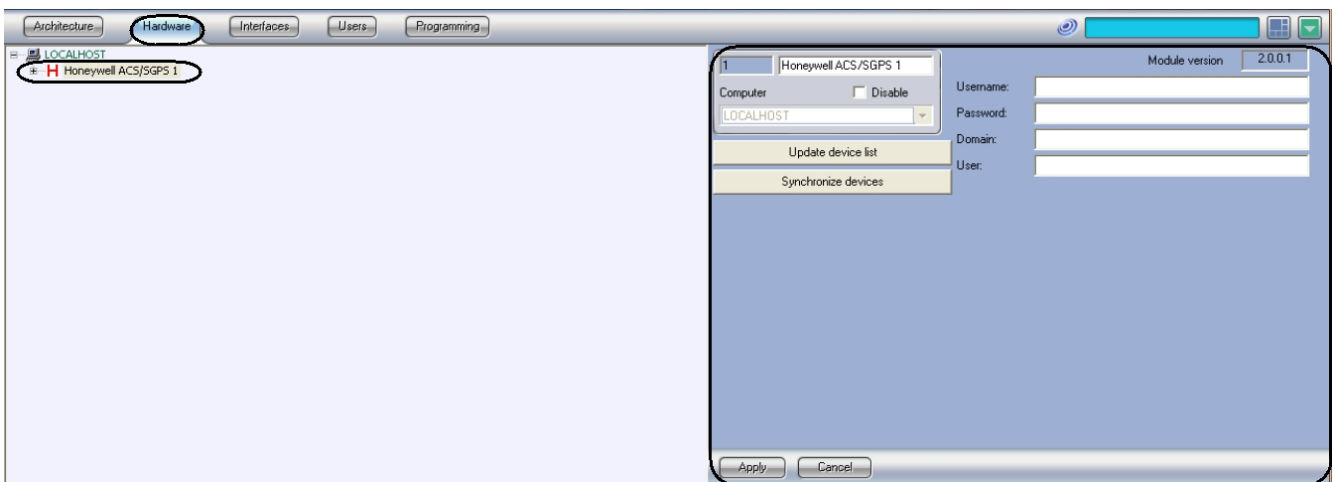 Architecture Hardware Interfaces Users Programming
LOCALHOST
H Honeywell ACS/SGPS 1
1 Honeywell ACS/SGPS 1
Computer Disable
LOCALHOST
Update device list
Synchronize devices
Module version 2.0.0.1
Username:
Password:
Domain:
User:
Apply Cancel